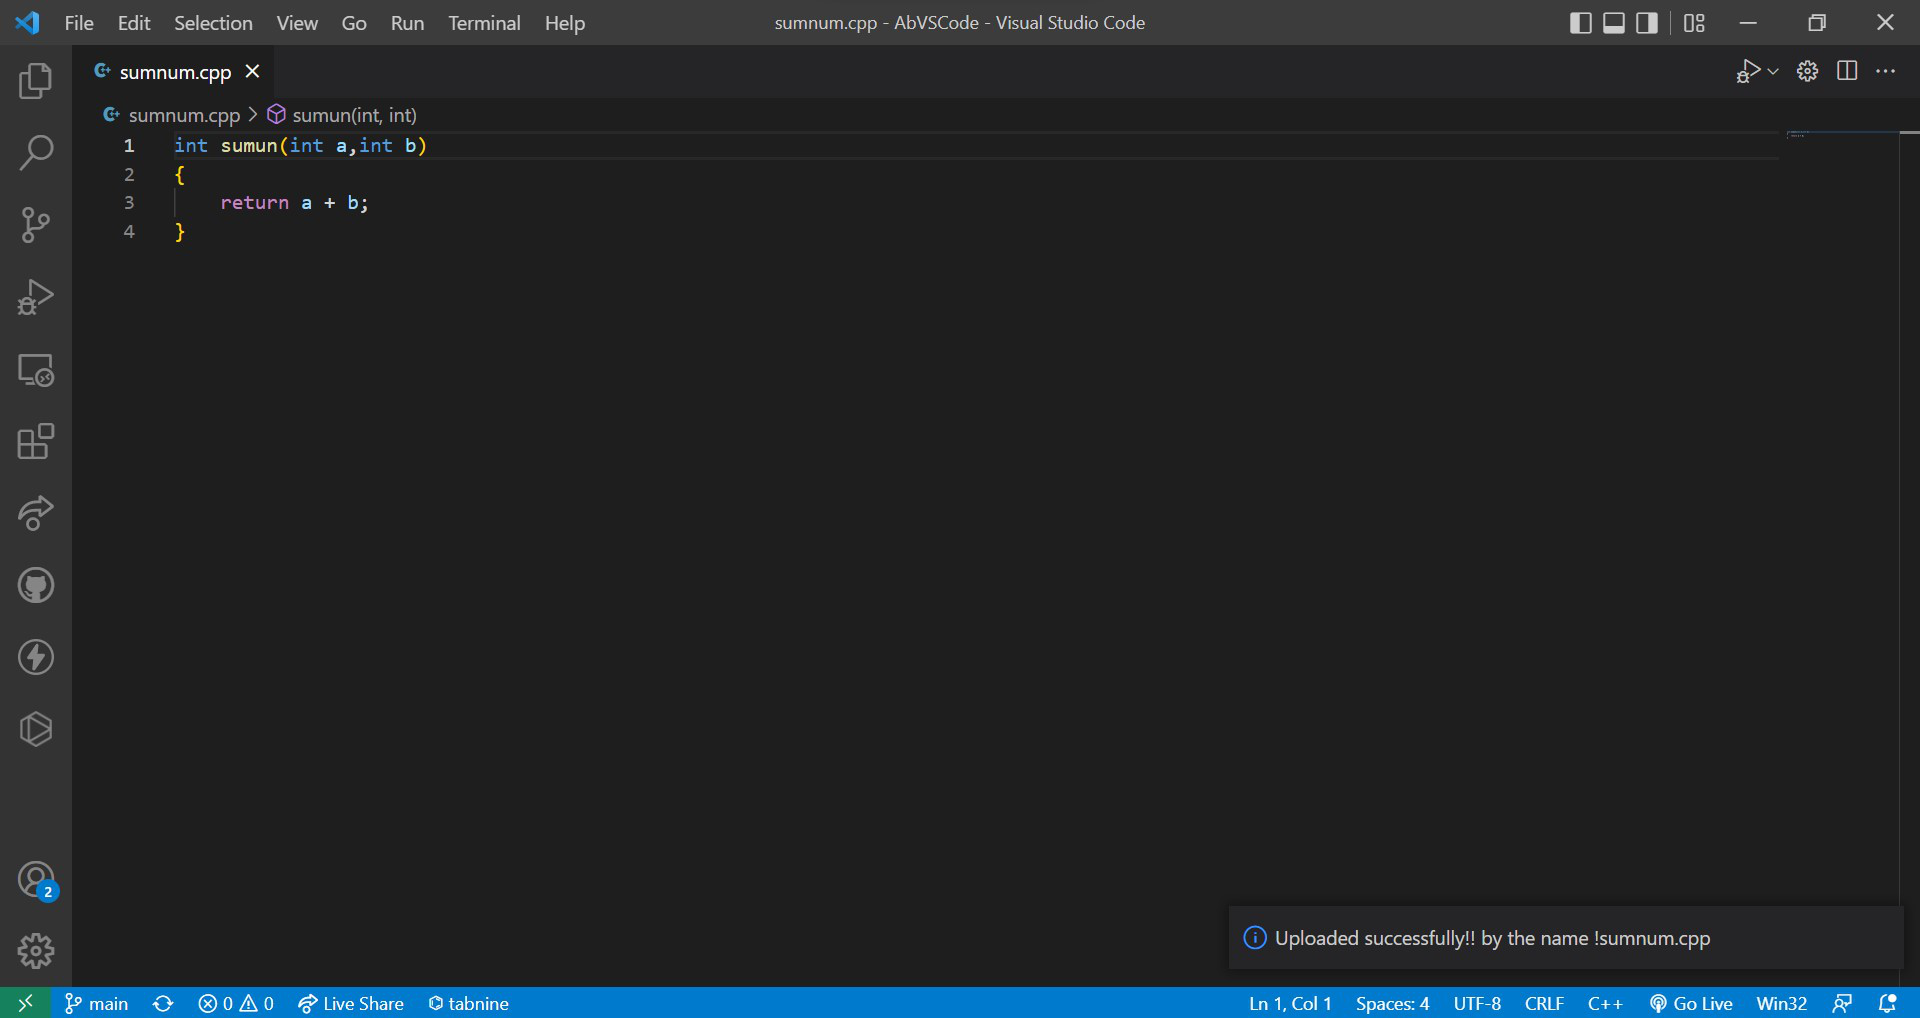 File Edit Selection View Go Run Terminal Help sumnum.cpp - AbVSCode - Visual Studio Code
sumnum.cpp
sumnum.cpp > sumun(int, int)
1 int sumun(int a,int b)
2 {
3 return a + b;
4 }
2
Uploaded successfully!! by the name !sumnum.cpp
main 0 0 Live Share tabnine Ln 1, Col 1 Spaces: 4 UTF-8 CRLF C++ Go Live Win32